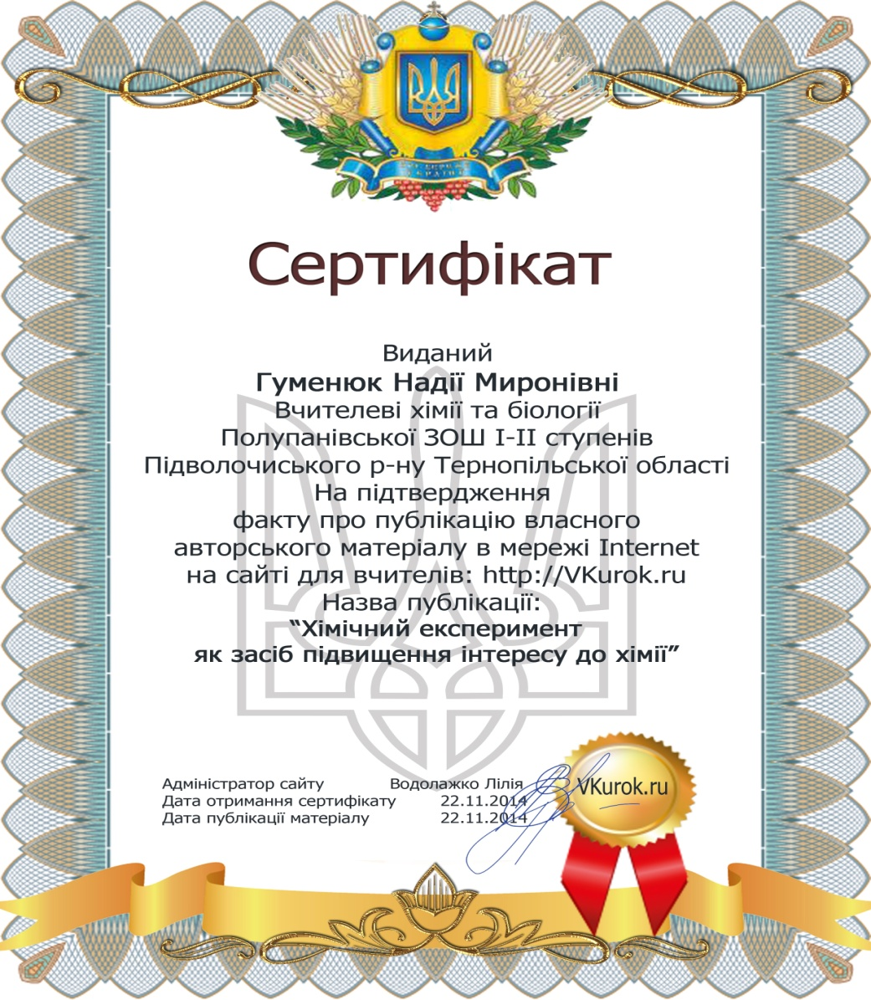 Сертифікат
Виданий
Гуменюк Надії Миронівні
Вчителеві хімії та біології
Полупанівської ЗОШ І-ІІ ступенів
Підволочиського р-ну Тернопільської області
На підтвердження
факту про публікацію власного
авторського матеріалу в мережі Internet
на сайті для вчителів: http://VKurok.ru
Назва публікації:
“Хімічний експеримент
як засіб підвищення інтересу до хімії”
Адміністратор сайту Водолажко Лілія
Дата отримання сертифікату 22.11.2014
Дата публікації матеріалу 22.11.2014
VKurok.ru